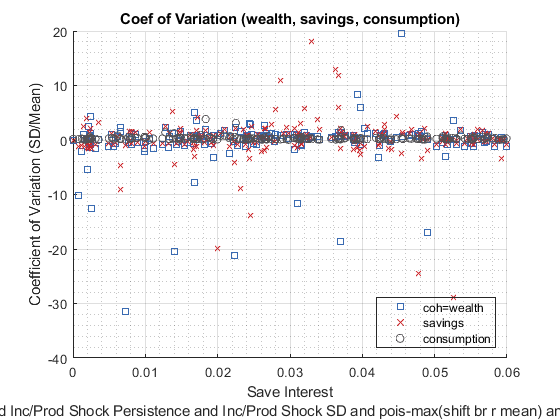 Coef of Variation (wealth, savings, consumption)
Coefficient of Variation (SD/Mean)
20
10
0
-10
-20
-30
-40
0
0.01
0.02
0.03
0.04
0.05
0.06
coh=wealth
savings
consumption
Save Interest
d Inc/Prod Shock Persistence and Inc/Prod Shock SD and pois-max(shift br r mean) an